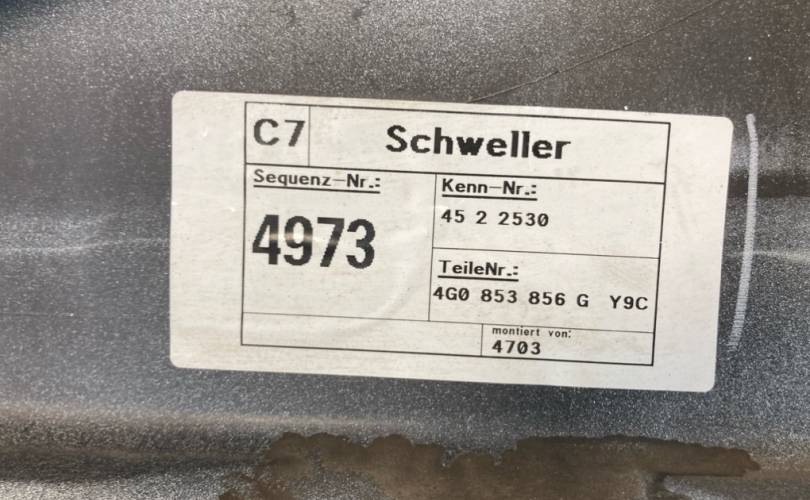 C7 Schweller
Sequenz-Nr.:
4973
Kenn-Nr.:
45 2 2530
TeileNr.:
4G0 853 856 G Y9C
montiert von:
4703